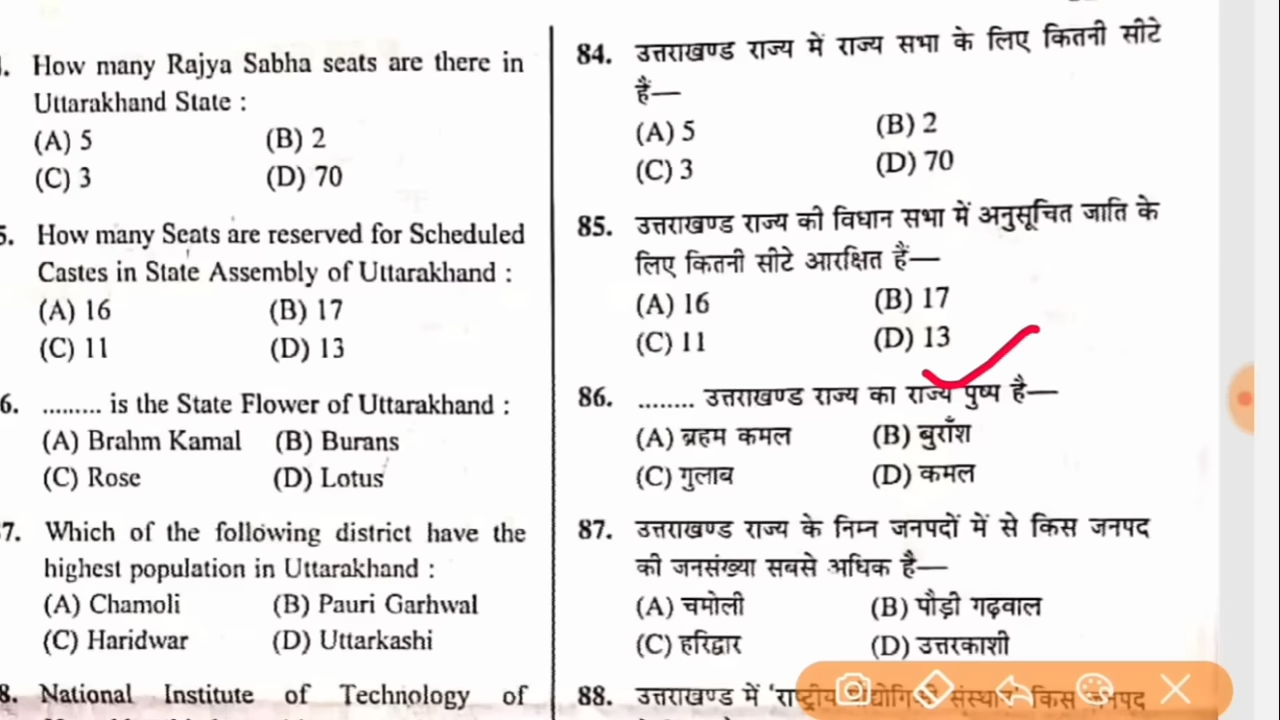 . How many Rajya Sabha seats are there in
Uttarakhand State :
(A) 5 (B) 2
(C) 3 (D) 70
5. How many Seats are reserved for Scheduled
Castes in State Assembly of Uttarakhand :
(A) 16 (B) 17
(C) 11 (D) 13
6. ......... is the State Flower of Uttarakhand :
(A) Brahm Kamal (B) Burans
(C) Rose (D) Lotus
37. Which of the following district have the
highest population in Uttarakhand :
(A) Chamoli (B) Pauri Garhwal
(C) Haridwar (D) Uttarkashi
8. National Institute of Technology of
84. उत्तराखण्ड राज्य में राज्य सभा के लिए कितनी सीटे
हैं—
(A) 5 (B) 2
(C) 3 (D) 70
85. उत्तराखण्ड राज्य की विधान सभा में अनुसूचित जाति के
लिए कितनी सीटे आरक्षित हैं—
(A) 16 (B) 17
(C) 11 (D) 13
86. ........ उत्तराखण्ड राज्य का राज्य पुष्प है—
(A) ब्रहम कमल (B) बुराँश
(C) गुलाब (D) कमल
87. उत्तराखण्ड राज्य के निम्न जनपदों में से किस जनपद
की जनसंख्या सबसे अधिक है—
(A) चमोली (B) पौड़ी गढ़वाल
(C) हरिद्वार (D) उत्तरकाशी
88. उत्तराखण्ड में 'राष्ट्रीय प्रौद्योगिकी संस्थान' किस जनपद